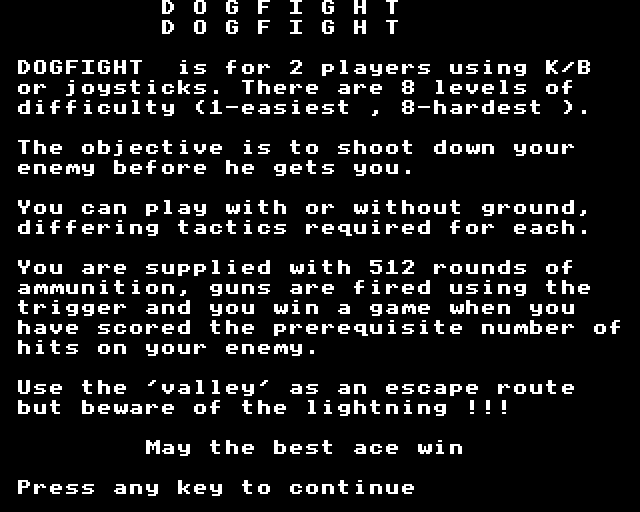 D O G F I G H T
D O G F I G H T
DOGFIGHT  is for 2 players using K/B
or joysticks. There are 8 levels of
difficulty (1-easiest , 8-hardest ).
The objective is to shoot down your
enemy before he gets you.
You can play with or without ground,
differing tactics required for each.
You are supplied with 512 rounds of
ammunition, guns are fired using the
trigger and you win a game when you
have scored the prerequisite number of
hits on your enemy.
Use the 'valley' as an escape route
but beware of the lightning !!!
May the best ace win
Press any key to continue